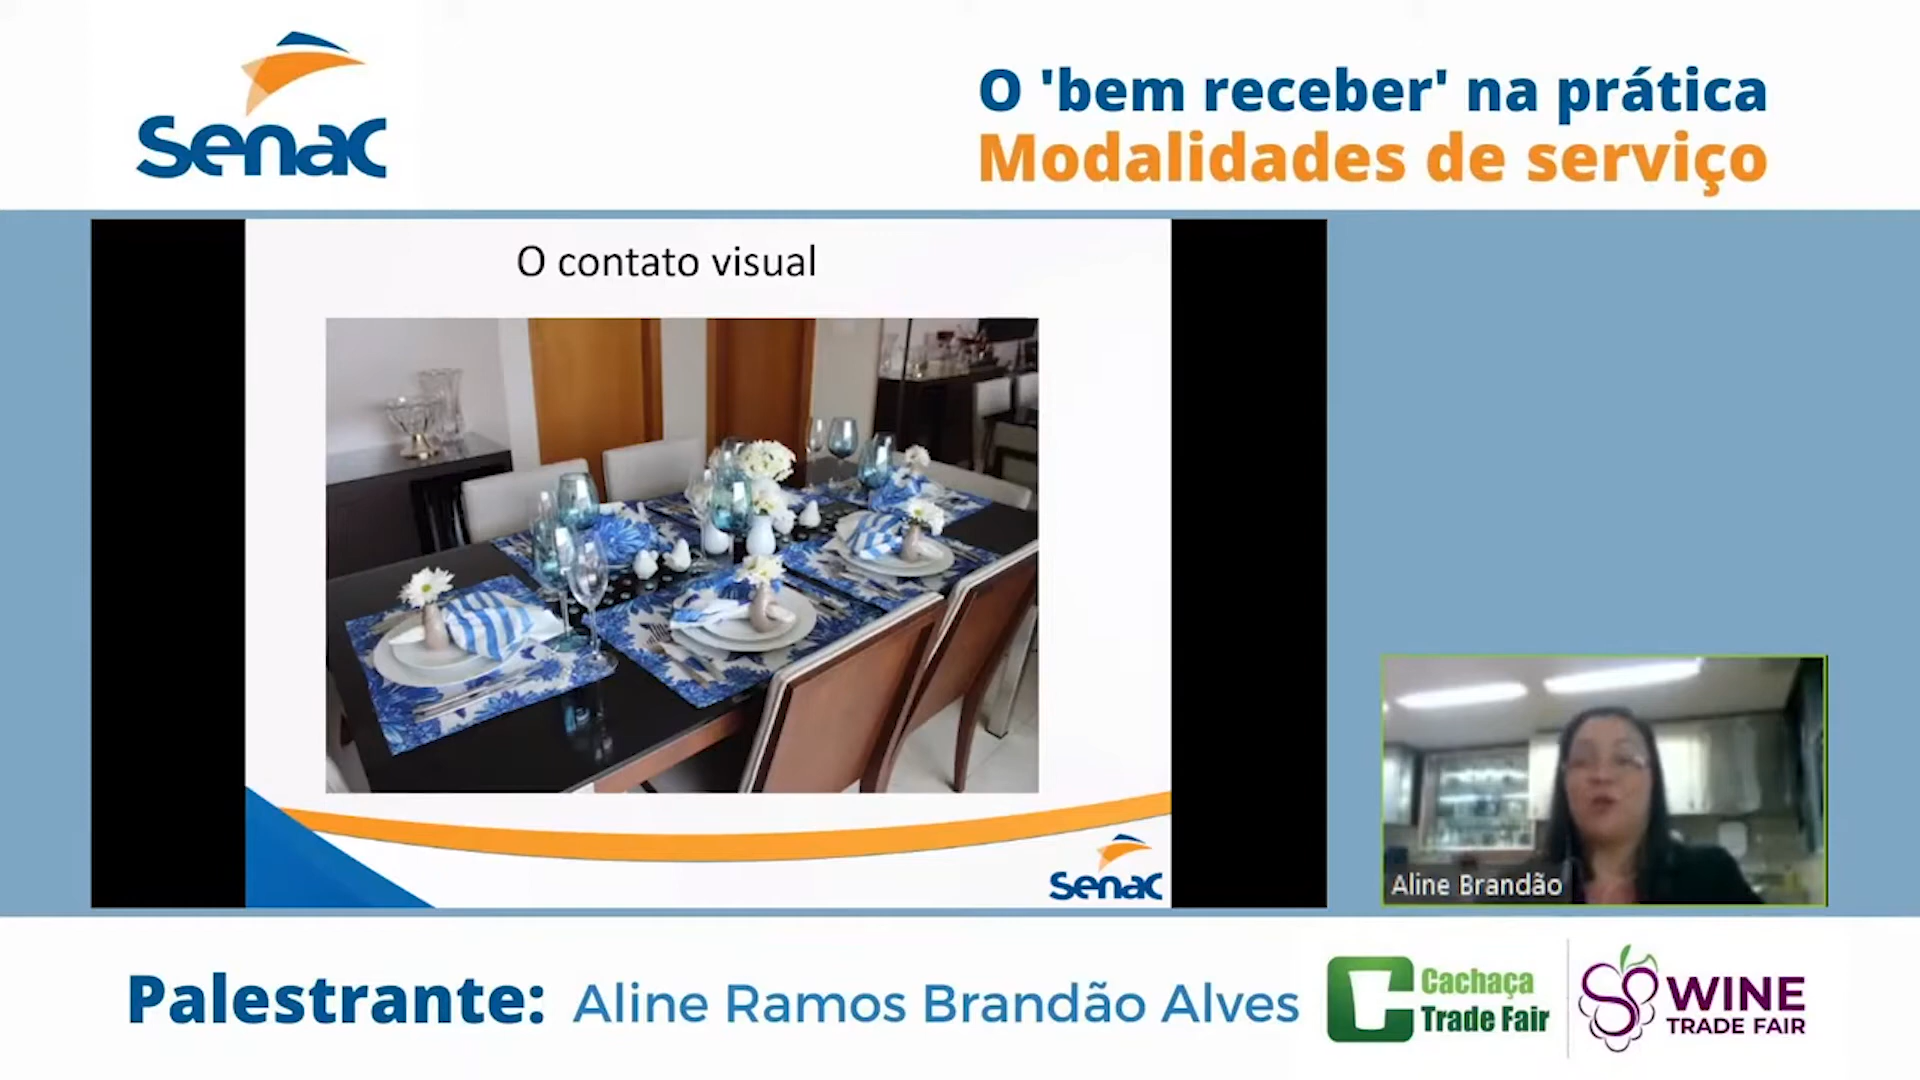 Senac
O 'bem receber' na prática
Modalidades de serviço
O contato visual
Senac
Aline Brandão
Palestrante: Aline Ramos Brandão Alves
Cachaça
Trade Fair
WINE
TRADE FAIR